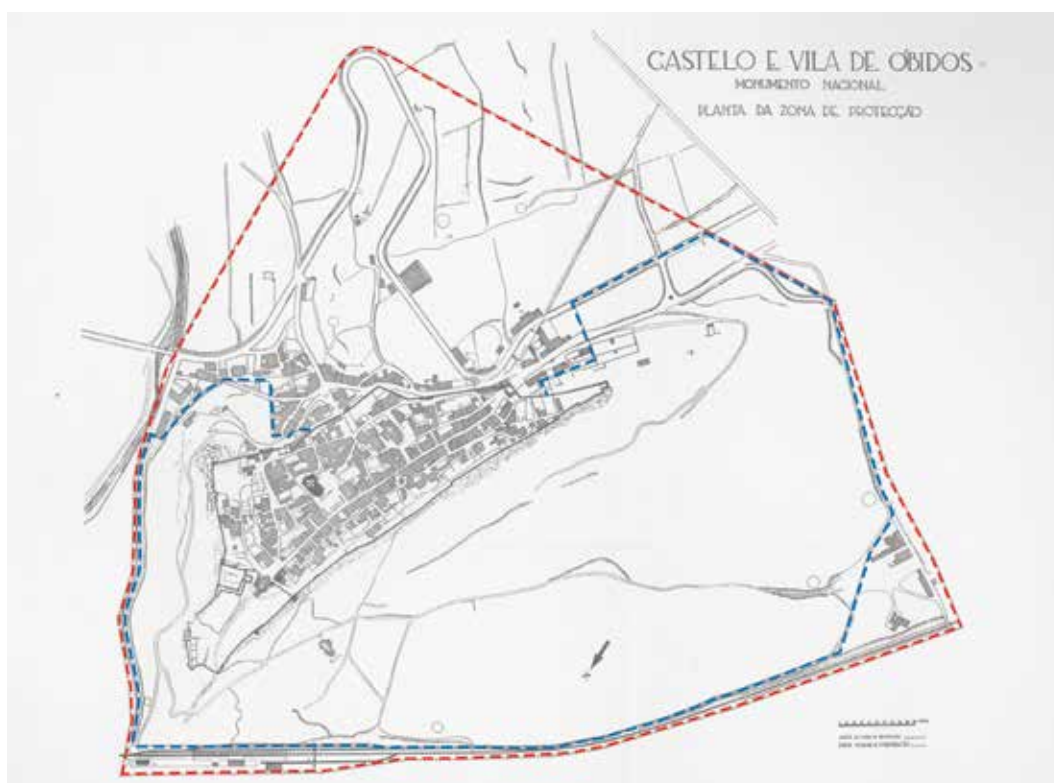 CASTELO E VILA DE ÓBIDOS
MONUMENTO NACIONAL
PLANTA DA ZONA DE PROTECÇÃO